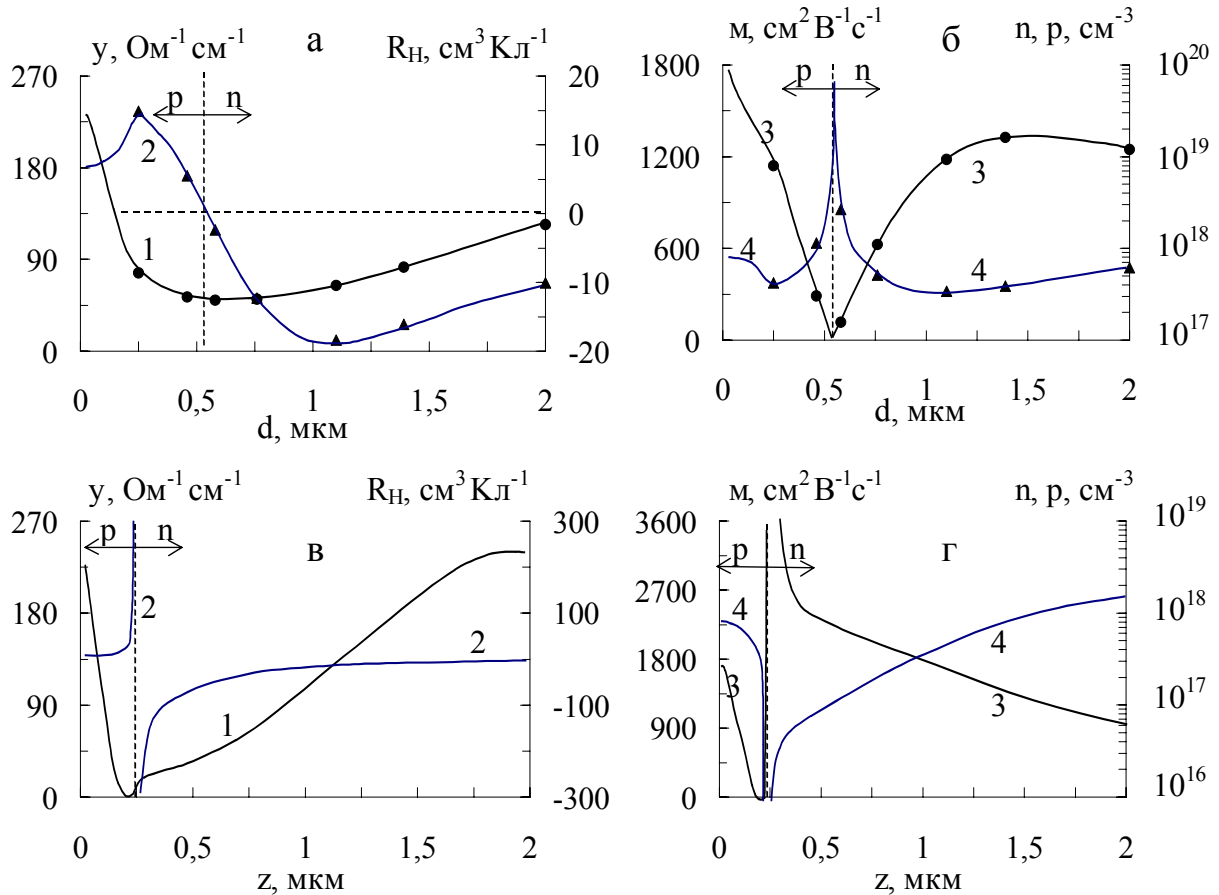 у, Ом⁻¹см⁻¹ а R_H, см³Кл⁻¹
270 20
p n
2
180 10
0
1
90 -10
0 -20
0 0,5 1 1,5 2
d, мкм
м, см²В⁻¹с⁻¹ б n, p, см⁻³
1800 10²⁰
p n
3
1200 10¹⁹
3
600 10¹⁸
4 4
0 10¹⁷
0 0,5 1 1,5 2
d, мкм
у, Ом⁻¹см⁻¹ R_H, см³Кл⁻¹
270 300
p n в
2
180 100
2
1
90 -100
0 -300
0 0,5 1 1,5 2
z, мкм
м, см²В⁻¹с⁻¹ n, p, см⁻³
3600 10¹⁹
p n г
2700
4 10¹⁸
4
1800
3 3
10¹⁷
900
0 10¹⁶
0 0,5 1 1,5 2
z, мкм